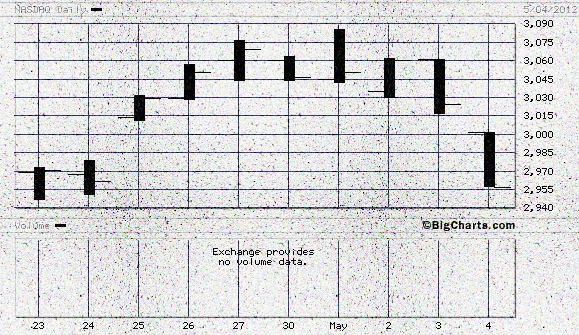 NASDAQ Daily
5/04/2012
3,090
3,075
3,060
3,045
3,030
3,015
3,000
2,985
2,970
2,955
2,940
Volume
©BigCharts.com
Exchange provides
no volume data.
23 24 25 26 27 30 May 2 3 4